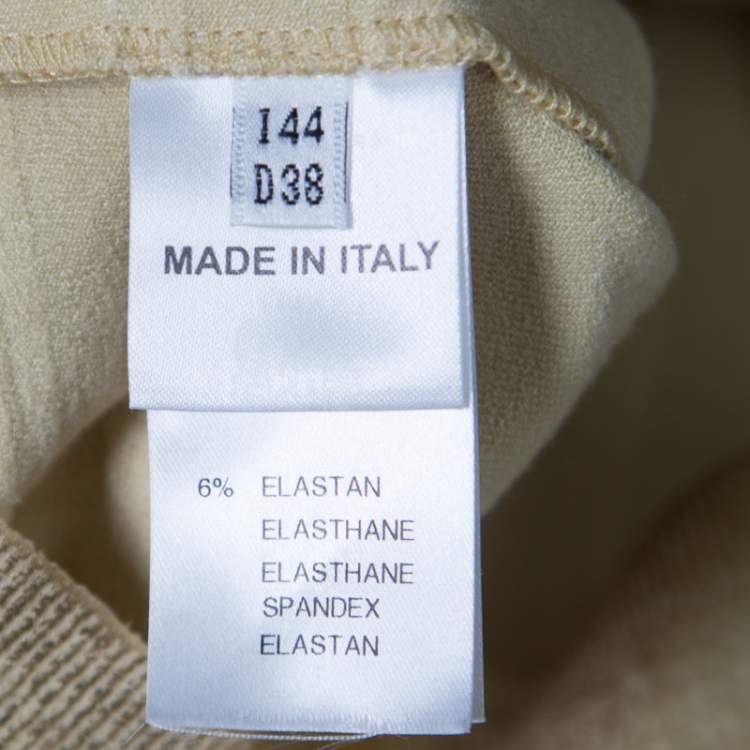 I44
D38
MADE IN ITALY
6% ELASTAN
ELASTHANE
ELASTHANE
SPANDEX
ELASTAN